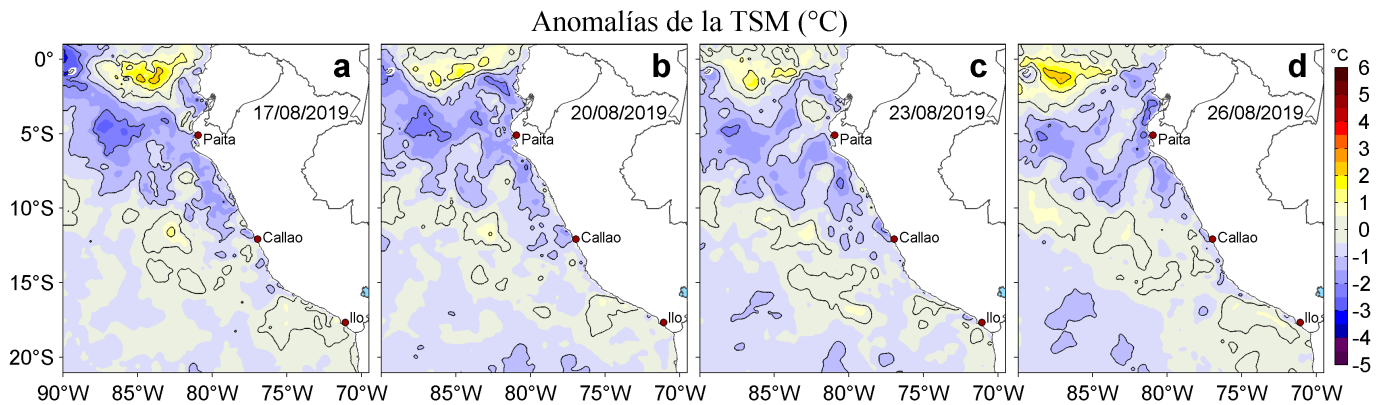 Anomalías de la TSM (°C)
a
17/08/2019
Paita
Callao
Ilo
b
20/08/2019
Paita
Callao
Ilo
c
23/08/2019
Paita
Callao
Ilo
d
26/08/2019
Paita
Callao
Ilo
0°
5°S
10°S
15°S
20°S
90°W 85°W 80°W 75°W 70°W
85°W 80°W 75°W 70°W
85°W 80°W 75°W 70°W
85°W 80°W 75°W 70°W
°C
6
5
4
3
2
1
0
-1
-2
-3
-4
-5